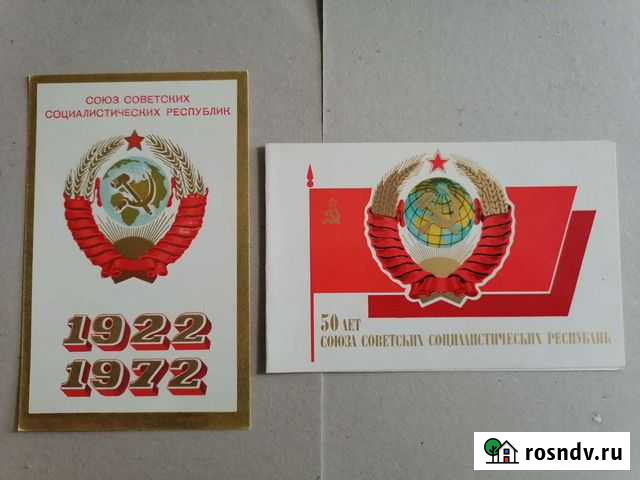 СОЮЗ СОВЕТСКИХ
СОЦИАЛИСТИЧЕСКИХ РЕСПУБЛИК
1922
1972
50 ЛЕТ
СОЮЗА СОВЕТСКИХ СОЦИАЛИСТИЧЕСКИХ РЕСПУБЛИК
rosndv.ru